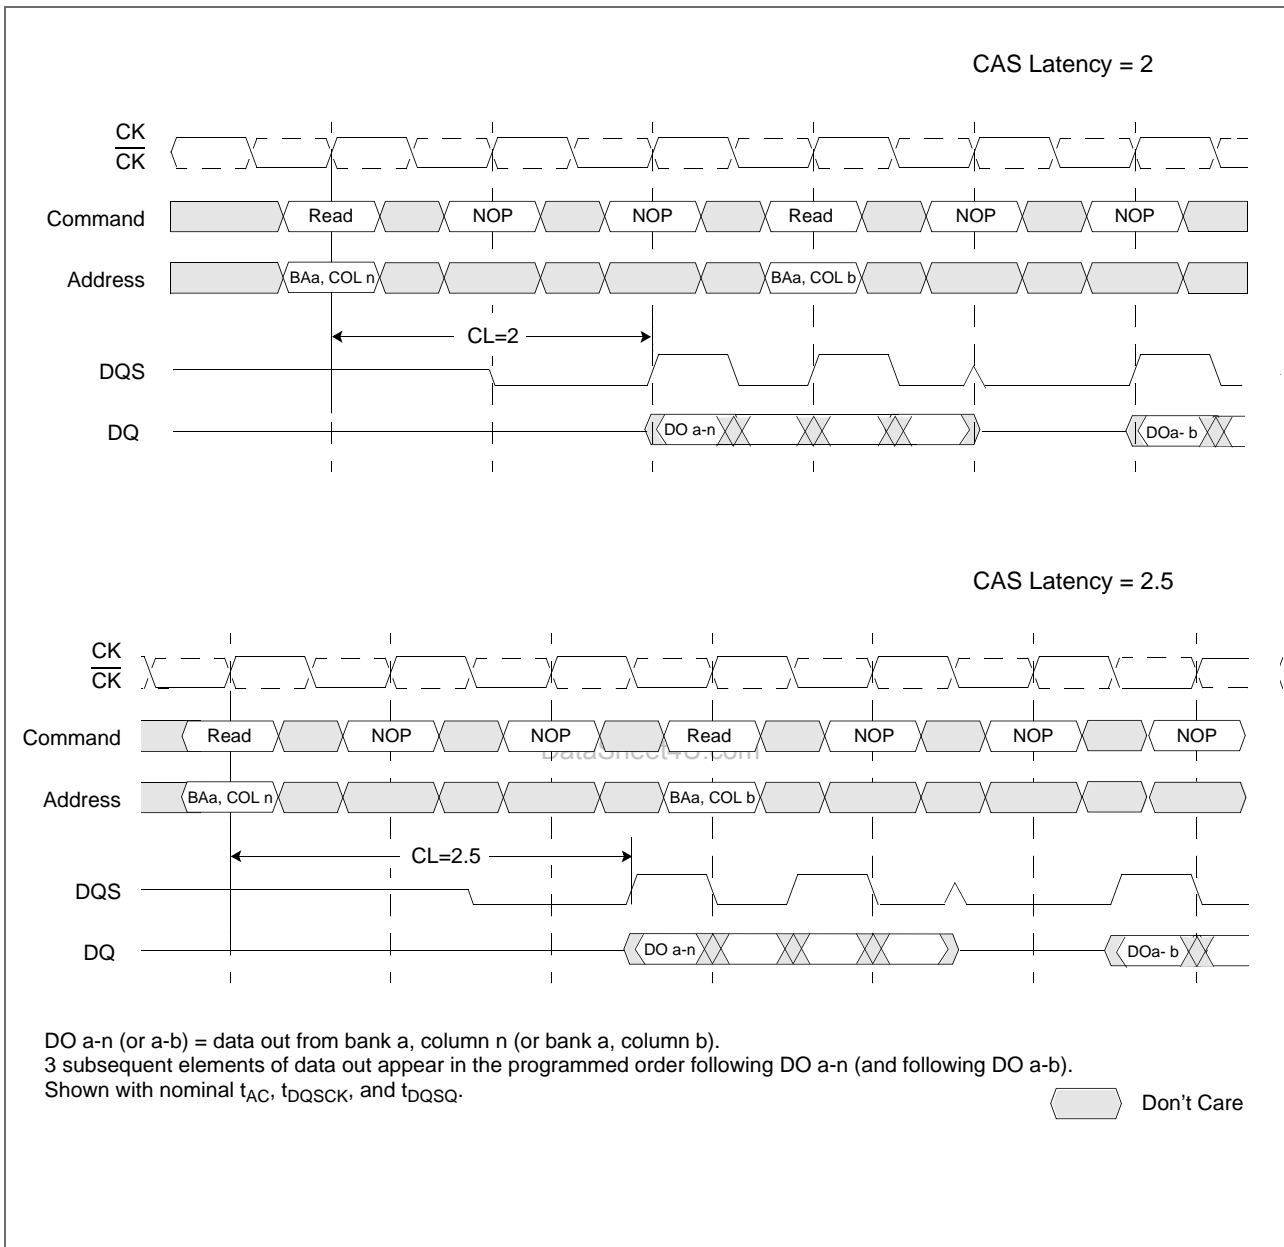 CAS Latency = 2
CK
CK
Command
Read
NOP
NOP
Read
NOP
NOP
Address
BAa, COL n
BAa, COL b
CL=2
DQS
DQ
DO a-n
DOa- b
CAS Latency = 2.5
CK
CK
Command
Read
NOP
NOP
Read
NOP
NOP
NOP
DataSheet4U.com
Address
BAa, COL n
BAa, COL b
CL=2.5
DQS
DQ
DO a-n
DOa- b
DO a-n (or a-b) = data out from bank a, column n (or bank a, column b).
3 subsequent elements of data out appear in the programmed order following DO a-n (and following DO a-b).
Shown with nominal tAC, tDQSCK, and tDQSQ.
Don't Care